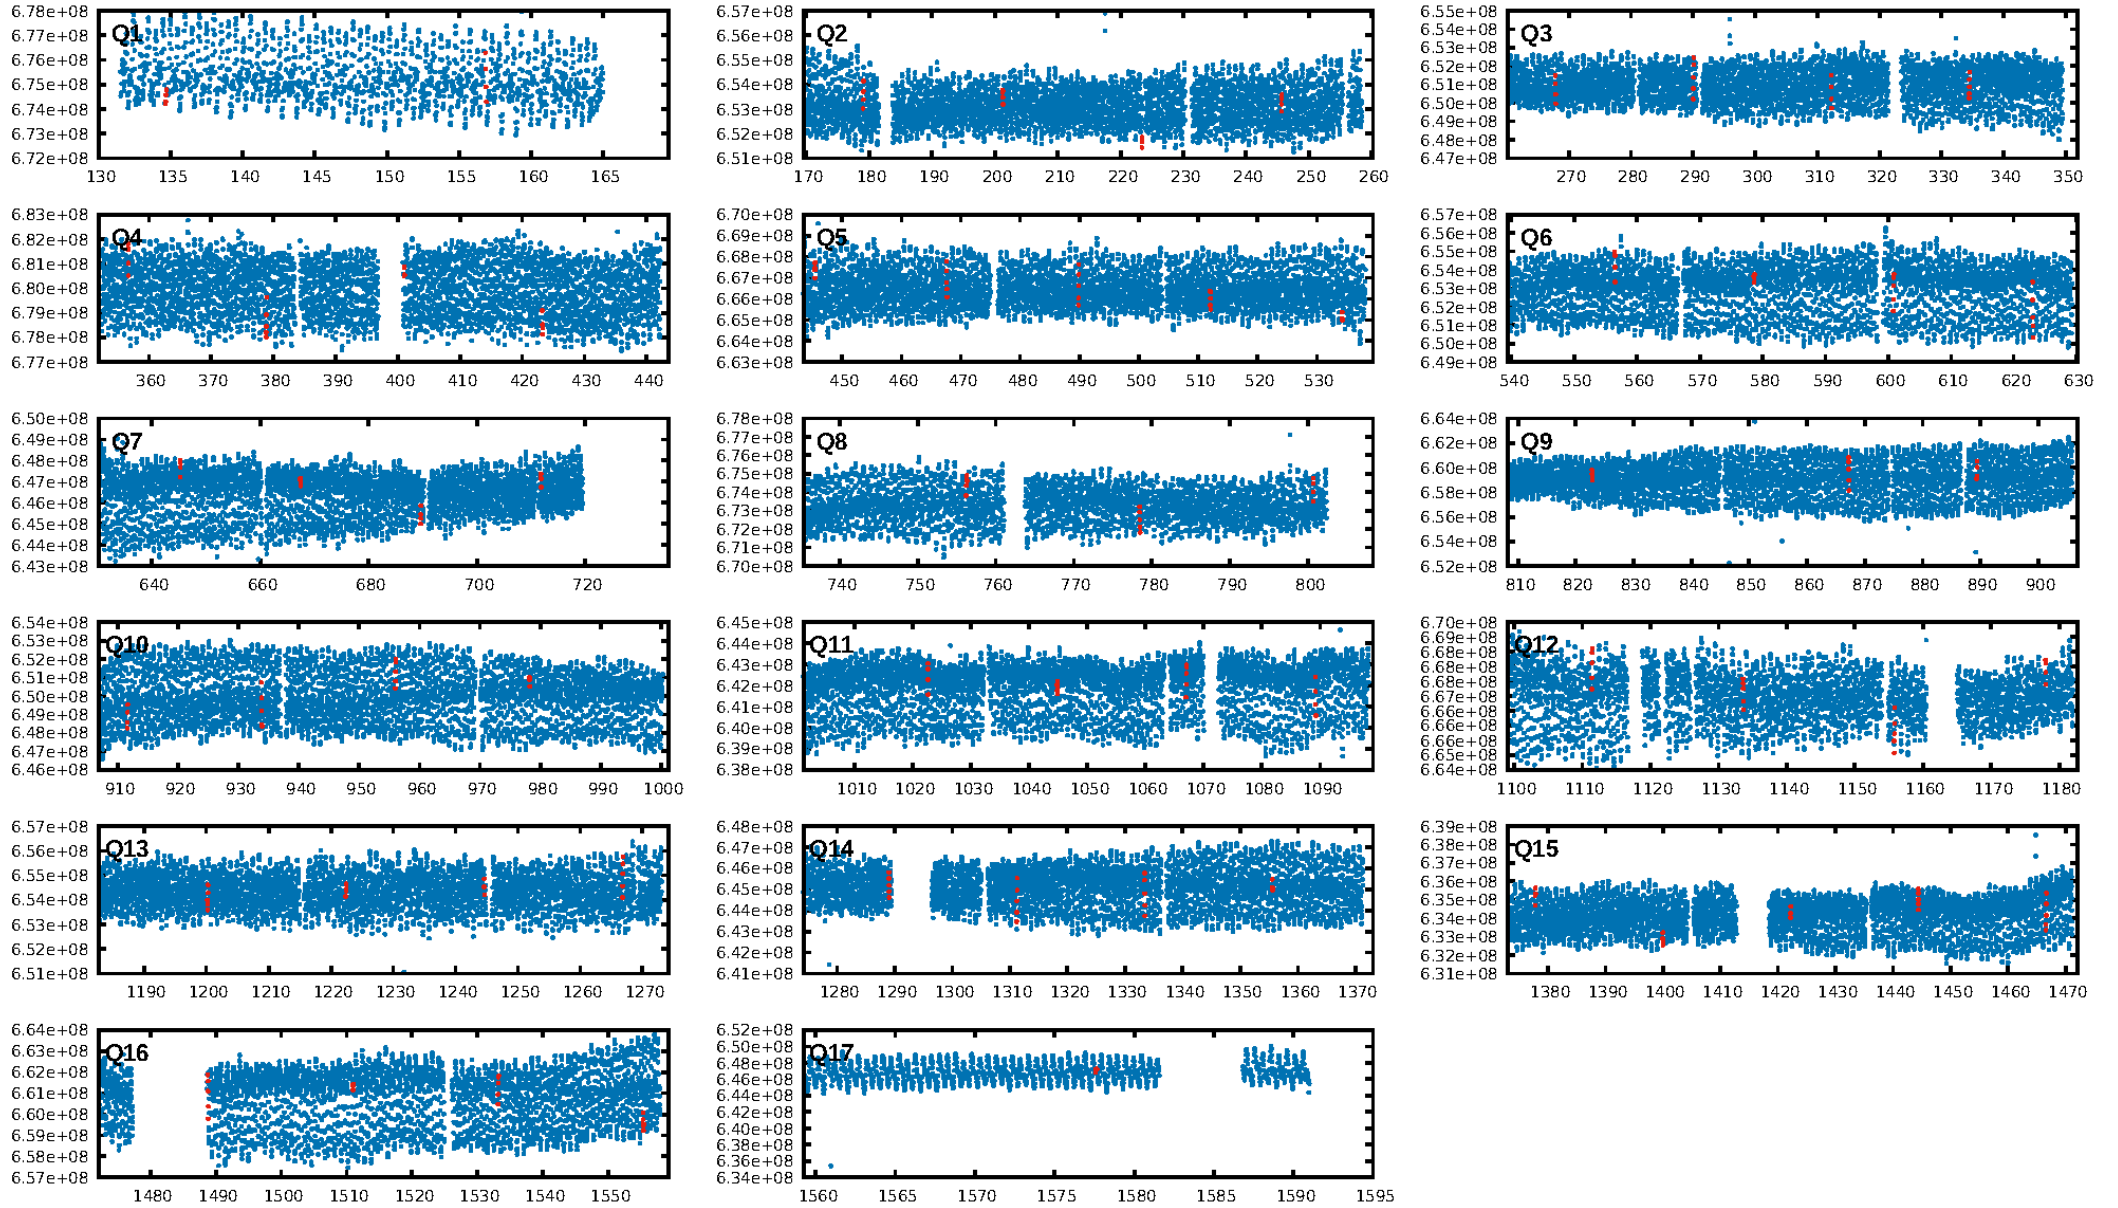 6.78e+08
6.77e+08
6.76e+08
6.75e+08
6.74e+08
6.73e+08
6.72e+08
Q1
130 135 140 145 150 155 160 165
6.57e+08
6.56e+08
6.55e+08
6.54e+08
6.53e+08
6.52e+08
6.51e+08
Q2
170 180 190 200 210 220 230 240 250 260
6.55e+08
6.54e+08
6.53e+08
6.52e+08
6.51e+08
6.50e+08
6.49e+08
6.48e+08
6.47e+08
Q3
270 280 290 300 310 320 330 340 350
6.83e+08
6.82e+08
6.81e+08
6.80e+08
6.79e+08
6.78e+08
6.77e+08
Q4
360 370 380 390 400 410 420 430 440
6.70e+08
6.69e+08
6.68e+08
6.67e+08
6.66e+08
6.65e+08
6.64e+08
6.63e+08
Q5
450 460 470 480 490 500 510 520 530
6.57e+08
6.56e+08
6.55e+08
6.54e+08
6.53e+08
6.52e+08
6.51e+08
6.50e+08
6.49e+08
Q6
540 550 560 570 580 590 600 610 620 630
6.50e+08
6.49e+08
6.48e+08
6.47e+08
6.46e+08
6.45e+08
6.44e+08
6.43e+08
Q7
640 660 680 700 720
6.78e+08
6.77e+08
6.76e+08
6.75e+08
6.74e+08
6.73e+08
6.72e+08
6.71e+08
6.70e+08
Q8
740 750 760 770 780 790 800
6.64e+08
6.62e+08
6.60e+08
6.58e+08
6.56e+08
6.54e+08
6.52e+08
Q9
810 820 830 840 850 860 870 880 890 900
6.54e+08
6.53e+08
6.52e+08
6.51e+08
6.50e+08
6.49e+08
6.48e+08
6.47e+08
6.46e+08
Q10
910 920 930 940 950 960 970 980 990 1000
6.45e+08
6.44e+08
6.43e+08
6.42e+08
6.41e+08
6.40e+08
6.39e+08
6.38e+08
Q11
1010 1020 1030 1040 1050 1060 1070 1080 1090
6.70e+08
6.69e+08
6.68e+08
6.68e+08
6.67e+08
6.66e+08
6.66e+08
6.66e+08
6.65e+08
6.64e+08
Q12
1100 1110 1120 1130 1140 1150 1160 1170 1180
6.57e+08
6.56e+08
6.55e+08
6.54e+08
6.53e+08
6.52e+08
6.51e+08
Q13
1190 1200 1210 1220 1230 1240 1250 1260 1270
6.48e+08
6.47e+08
6.46e+08
6.45e+08
6.44e+08
6.43e+08
6.42e+08
6.41e+08
Q14
1280 1290 1300 1310 1320 1330 1340 1350 1360 1370
6.39e+08
6.38e+08
6.37e+08
6.36e+08
6.35e+08
6.34e+08
6.33e+08
6.32e+08
6.31e+08
Q15
1380 1390 1400 1410 1420 1430 1440 1450 1460 1470
6.64e+08
6.63e+08
6.62e+08
6.61e+08
6.60e+08
6.59e+08
6.58e+08
6.57e+08
Q16
1480 1490 1500 1510 1520 1530 1540 1550
6.52e+08
6.50e+08
6.48e+08
6.46e+08
6.44e+08
6.42e+08
6.40e+08
6.38e+08
6.36e+08
6.34e+08
Q17
1560 1565 1570 1575 1580 1585 1590 1595